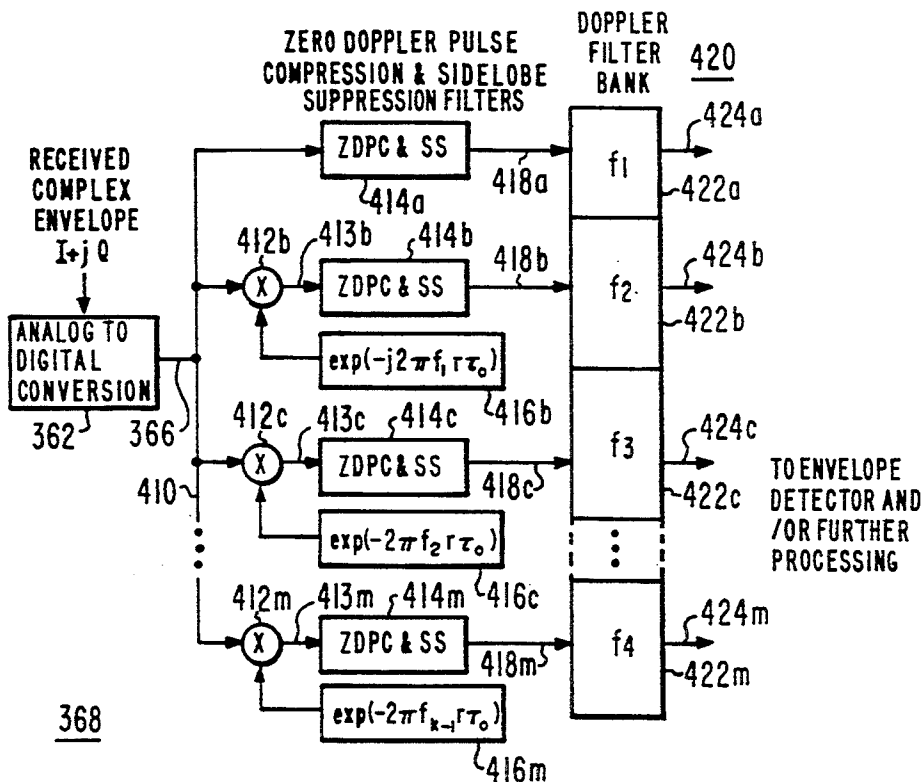 ZERO DOPPLER PULSE
COMPRESSION & SIDELOBE
SUPPRESSION FILTERS
DOPPLER
FILTER
BANK
420
RECEIVED
COMPLEX
ENVELOPE
I+j Q
ZDPC & SS
414a
418a
f1
424a
422a
412b
413b
414b
X
ZDPC & SS
418b
f2
424b
422b
ANALOG TO
DIGITAL
CONVERSION
362
366
exp(-j2πf₁rτ₀)
416b
412c
413c
414c
X
ZDPC & SS
418c
f3
424c
422c
410
exp(-2πf₂rτ₀)
416c
TO ENVELOPE
DETECTOR AND
/OR FURTHER
PROCESSING
412m
413m
414m
X
ZDPC & SS
418m
f4
424m
422m
exp(-2πfₖ₋₁rτ₀)
416m
368